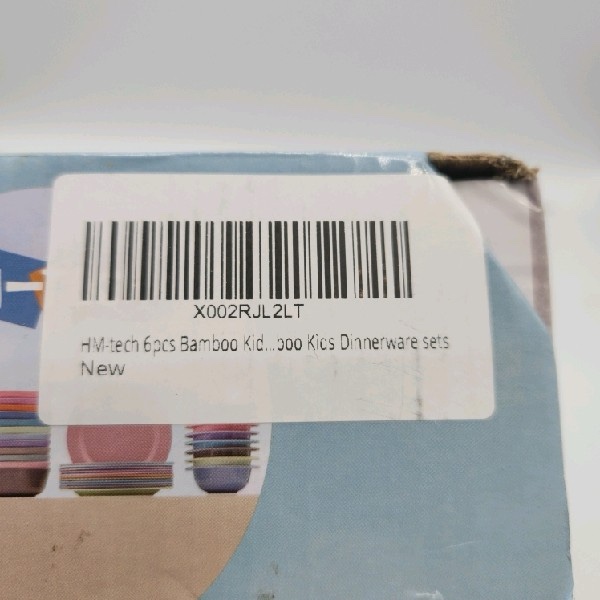 X002RJL2LT
HM-tech 6pcs Bamboo Kid...boo Kids Dinnerware sets
New